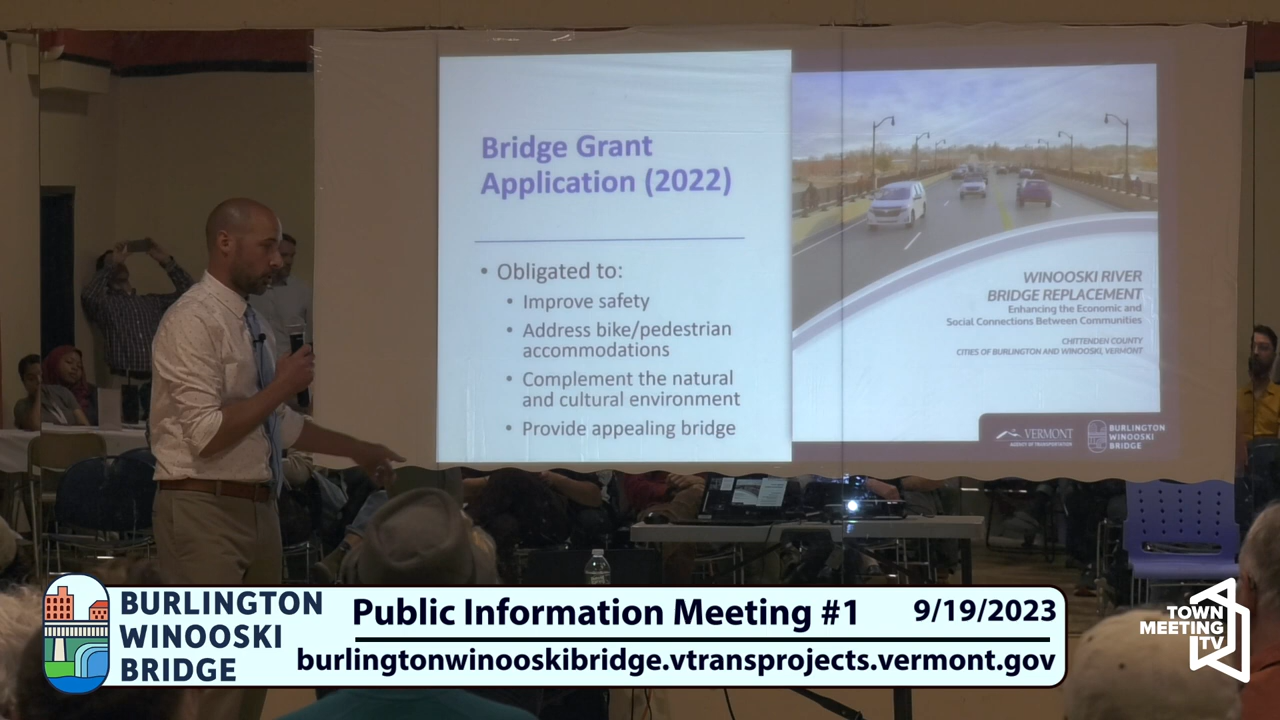 Bridge Grant
Application (2022)
• Obligated to:
• Improve safety
• Address bike/pedestrian
accommodations
• Complement the natural
and cultural environment
• Provide appealing bridge
WINOOSKI RIVER
BRIDGE REPLACEMENT
Enhancing the Economic and
Social Connections Between Communities
CHITTENDEN COUNTY
CITIES OF BURLINGTON AND WINOOSKI, VERMONT
VERMONT
AGENCY OF TRANSPORTATION
BURLINGTON
WINOOSKI
BRIDGE
BURLINGTON
WINOOSKI
BRIDGE
Public Information Meeting #1
9/19/2023
burlingtonwinooskibridge.vtransprojects.vermont.gov
TOWN
MEETING
TV